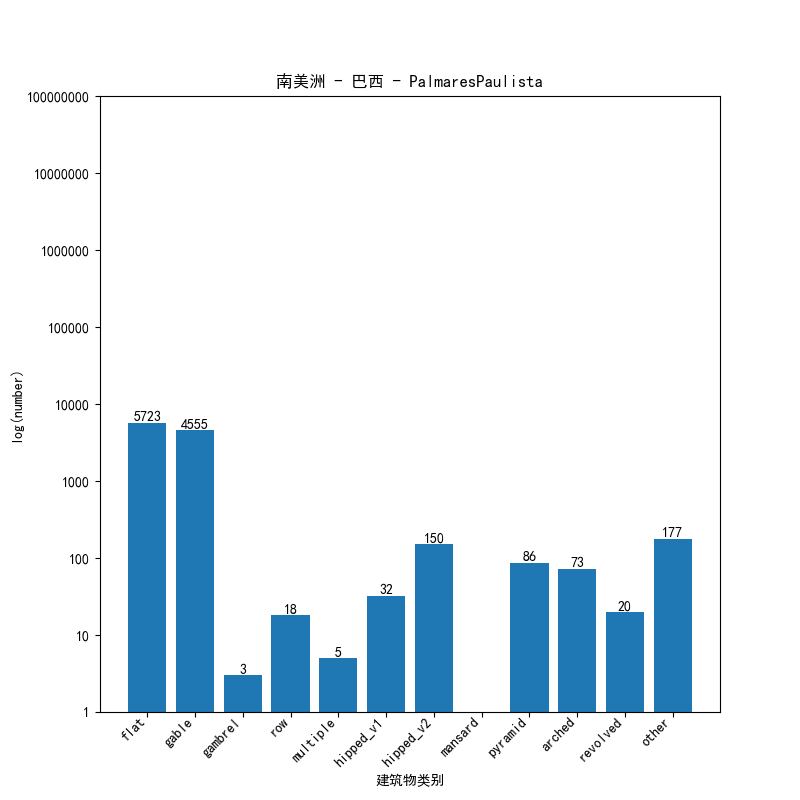 南美洲 - 巴西 - PalmaresPaulista
100000000
10000000
1000000
100000
10000
1000
100
10
1
log(number)
5723
4555
3
18
5
32
150
86
73
20
177
flat
gable
gambrel
row
multiple
hipped_v1
hipped_v2
mansard
pyramid
arched
revolved
other
建筑物类别